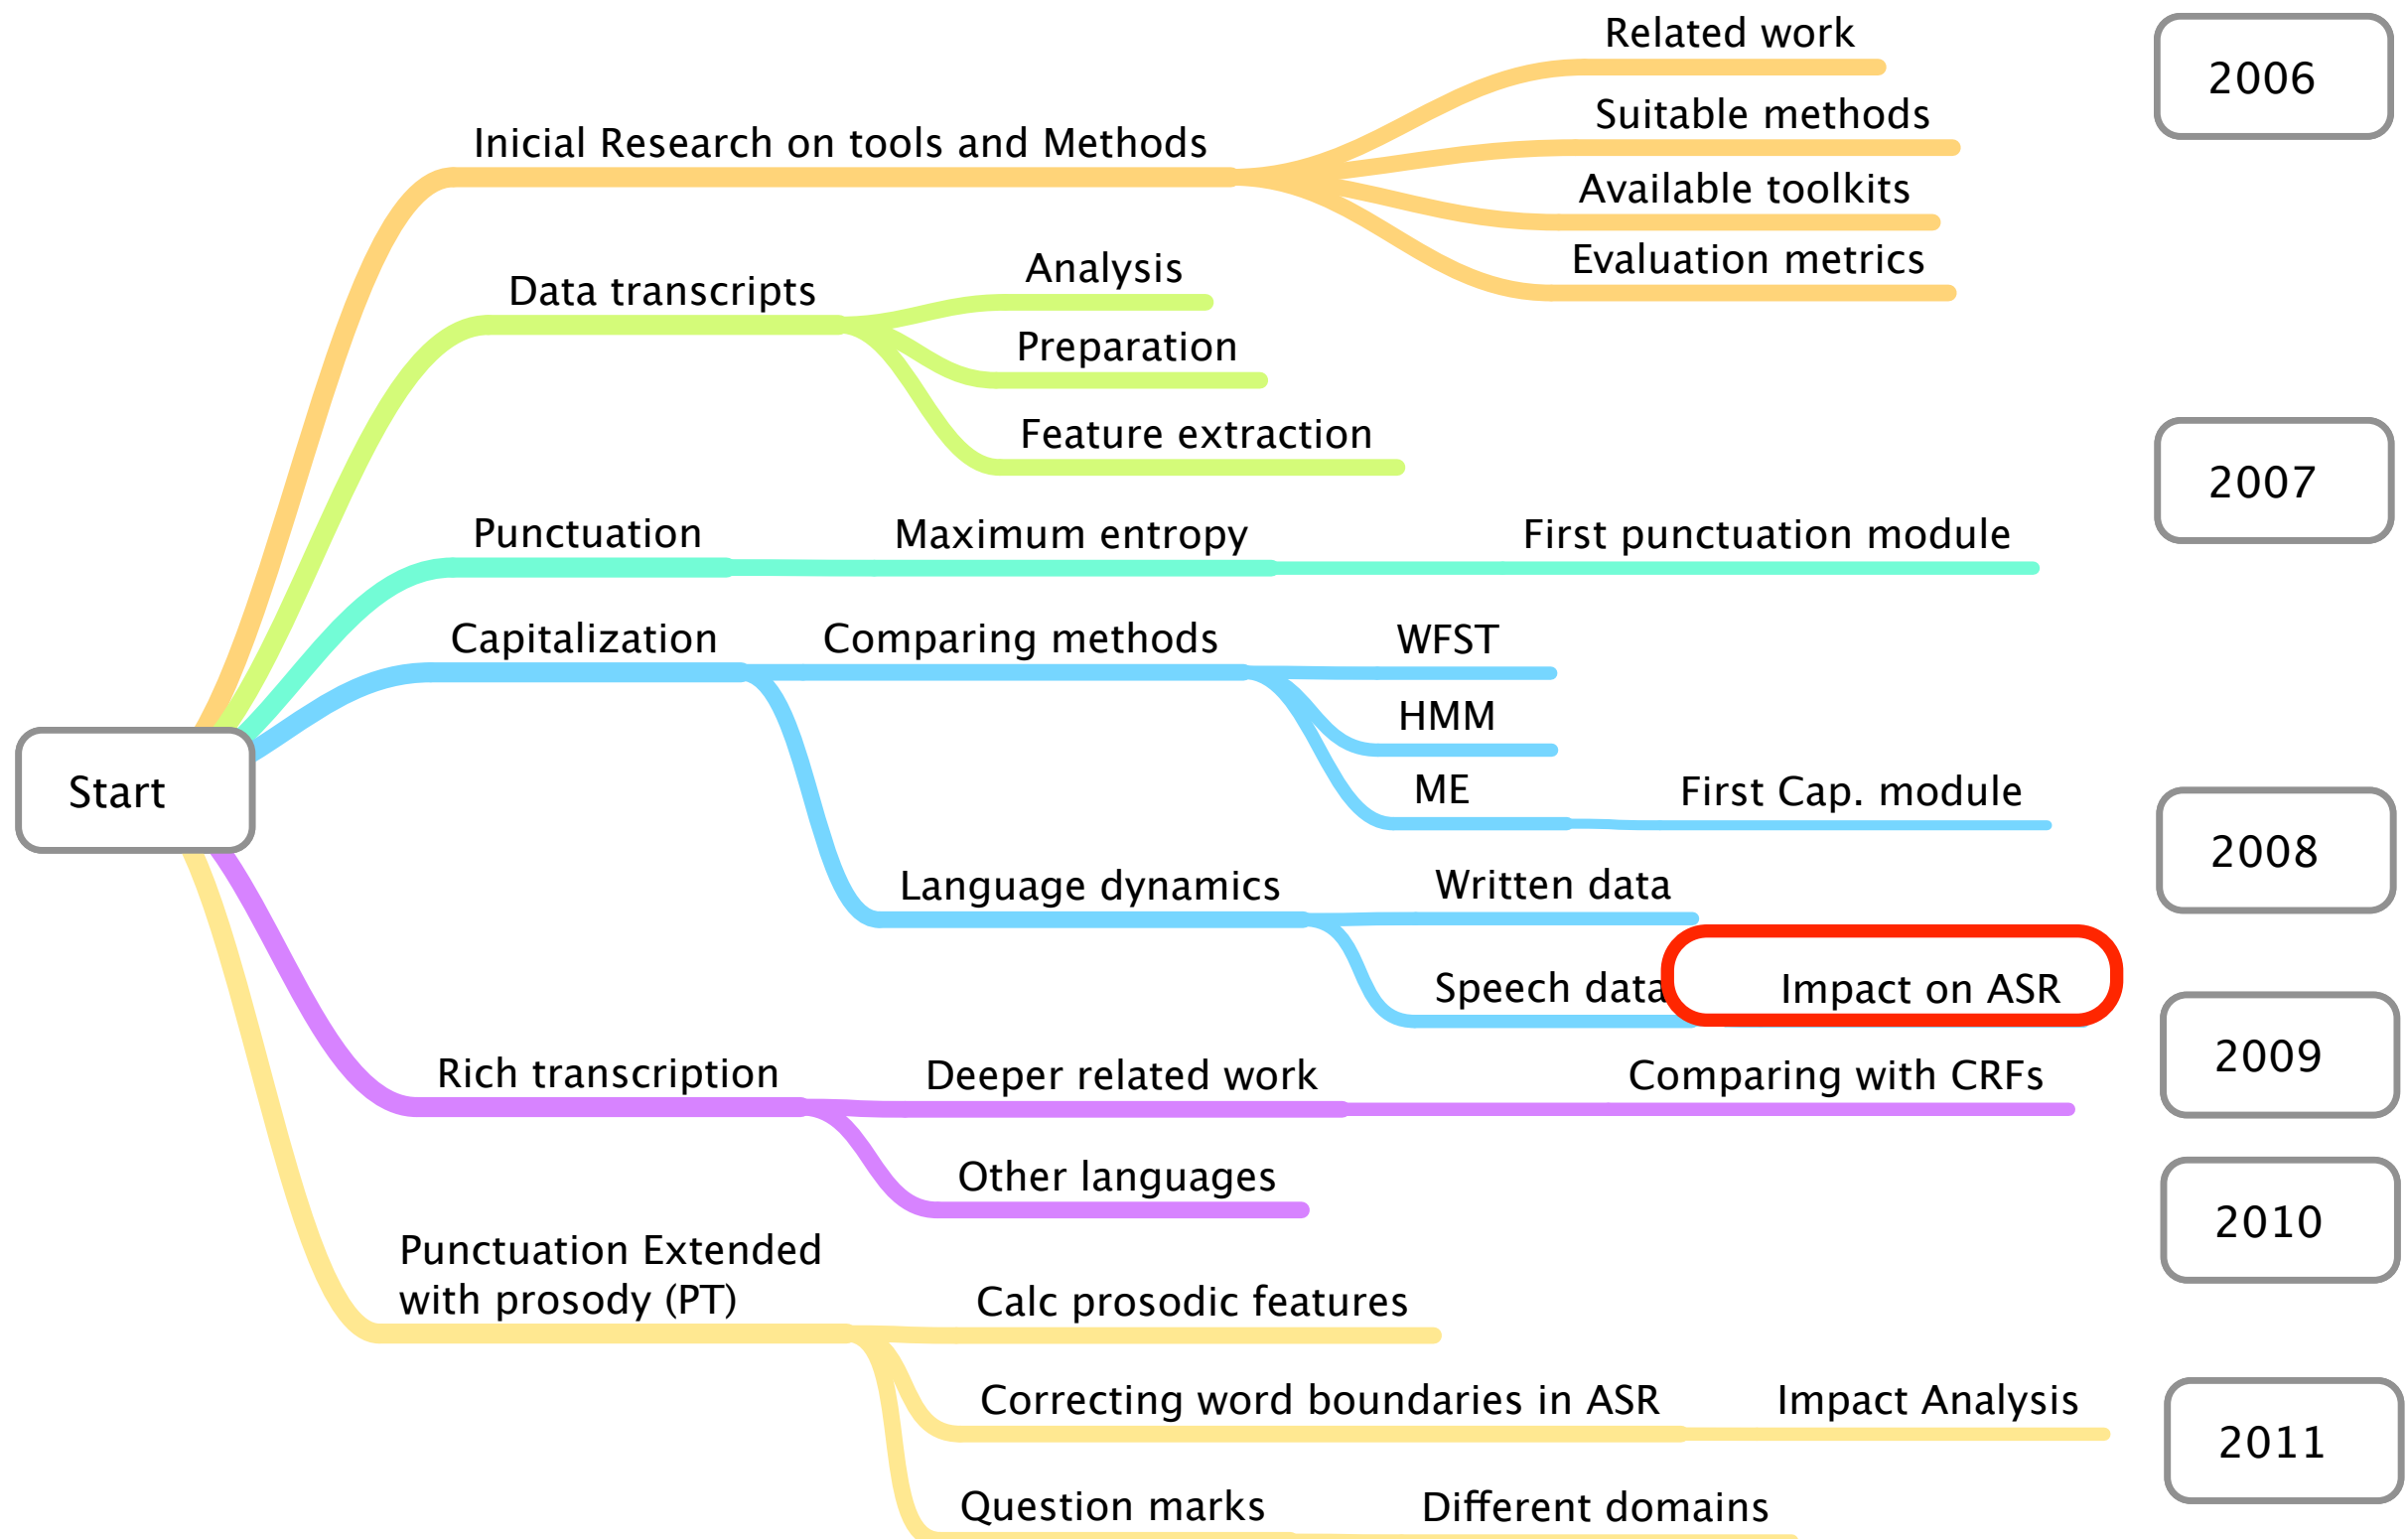 Start
Inicial Research on tools and Methods
Related work
Suitable methods
Available toolkits
Evaluation metrics
Data transcripts
Analysis
Preparation
Feature extraction
Punctuation
Maximum entropy
First punctuation module
Capitalization
Comparing methods
WFST
HMM
ME
First Cap. module
Language dynamics
Written data
Speech data
Impact on ASR
Rich transcription
Deeper related work
Comparing with CRFs
Other languages
Punctuation Extended
with prosody (PT)
Calc prosodic features
Correcting word boundaries in ASR
Impact Analysis
Question marks
Different domains
2006
2007
2008
2009
2010
2011